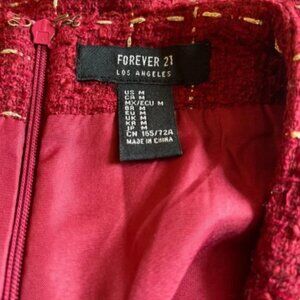 FOREVER 21
LOS ANGELES
US M
CA M
MX/ECU M
BR M
EU M
UK M
KR M
JP M
CN 165/72A
MADE IN CHINA